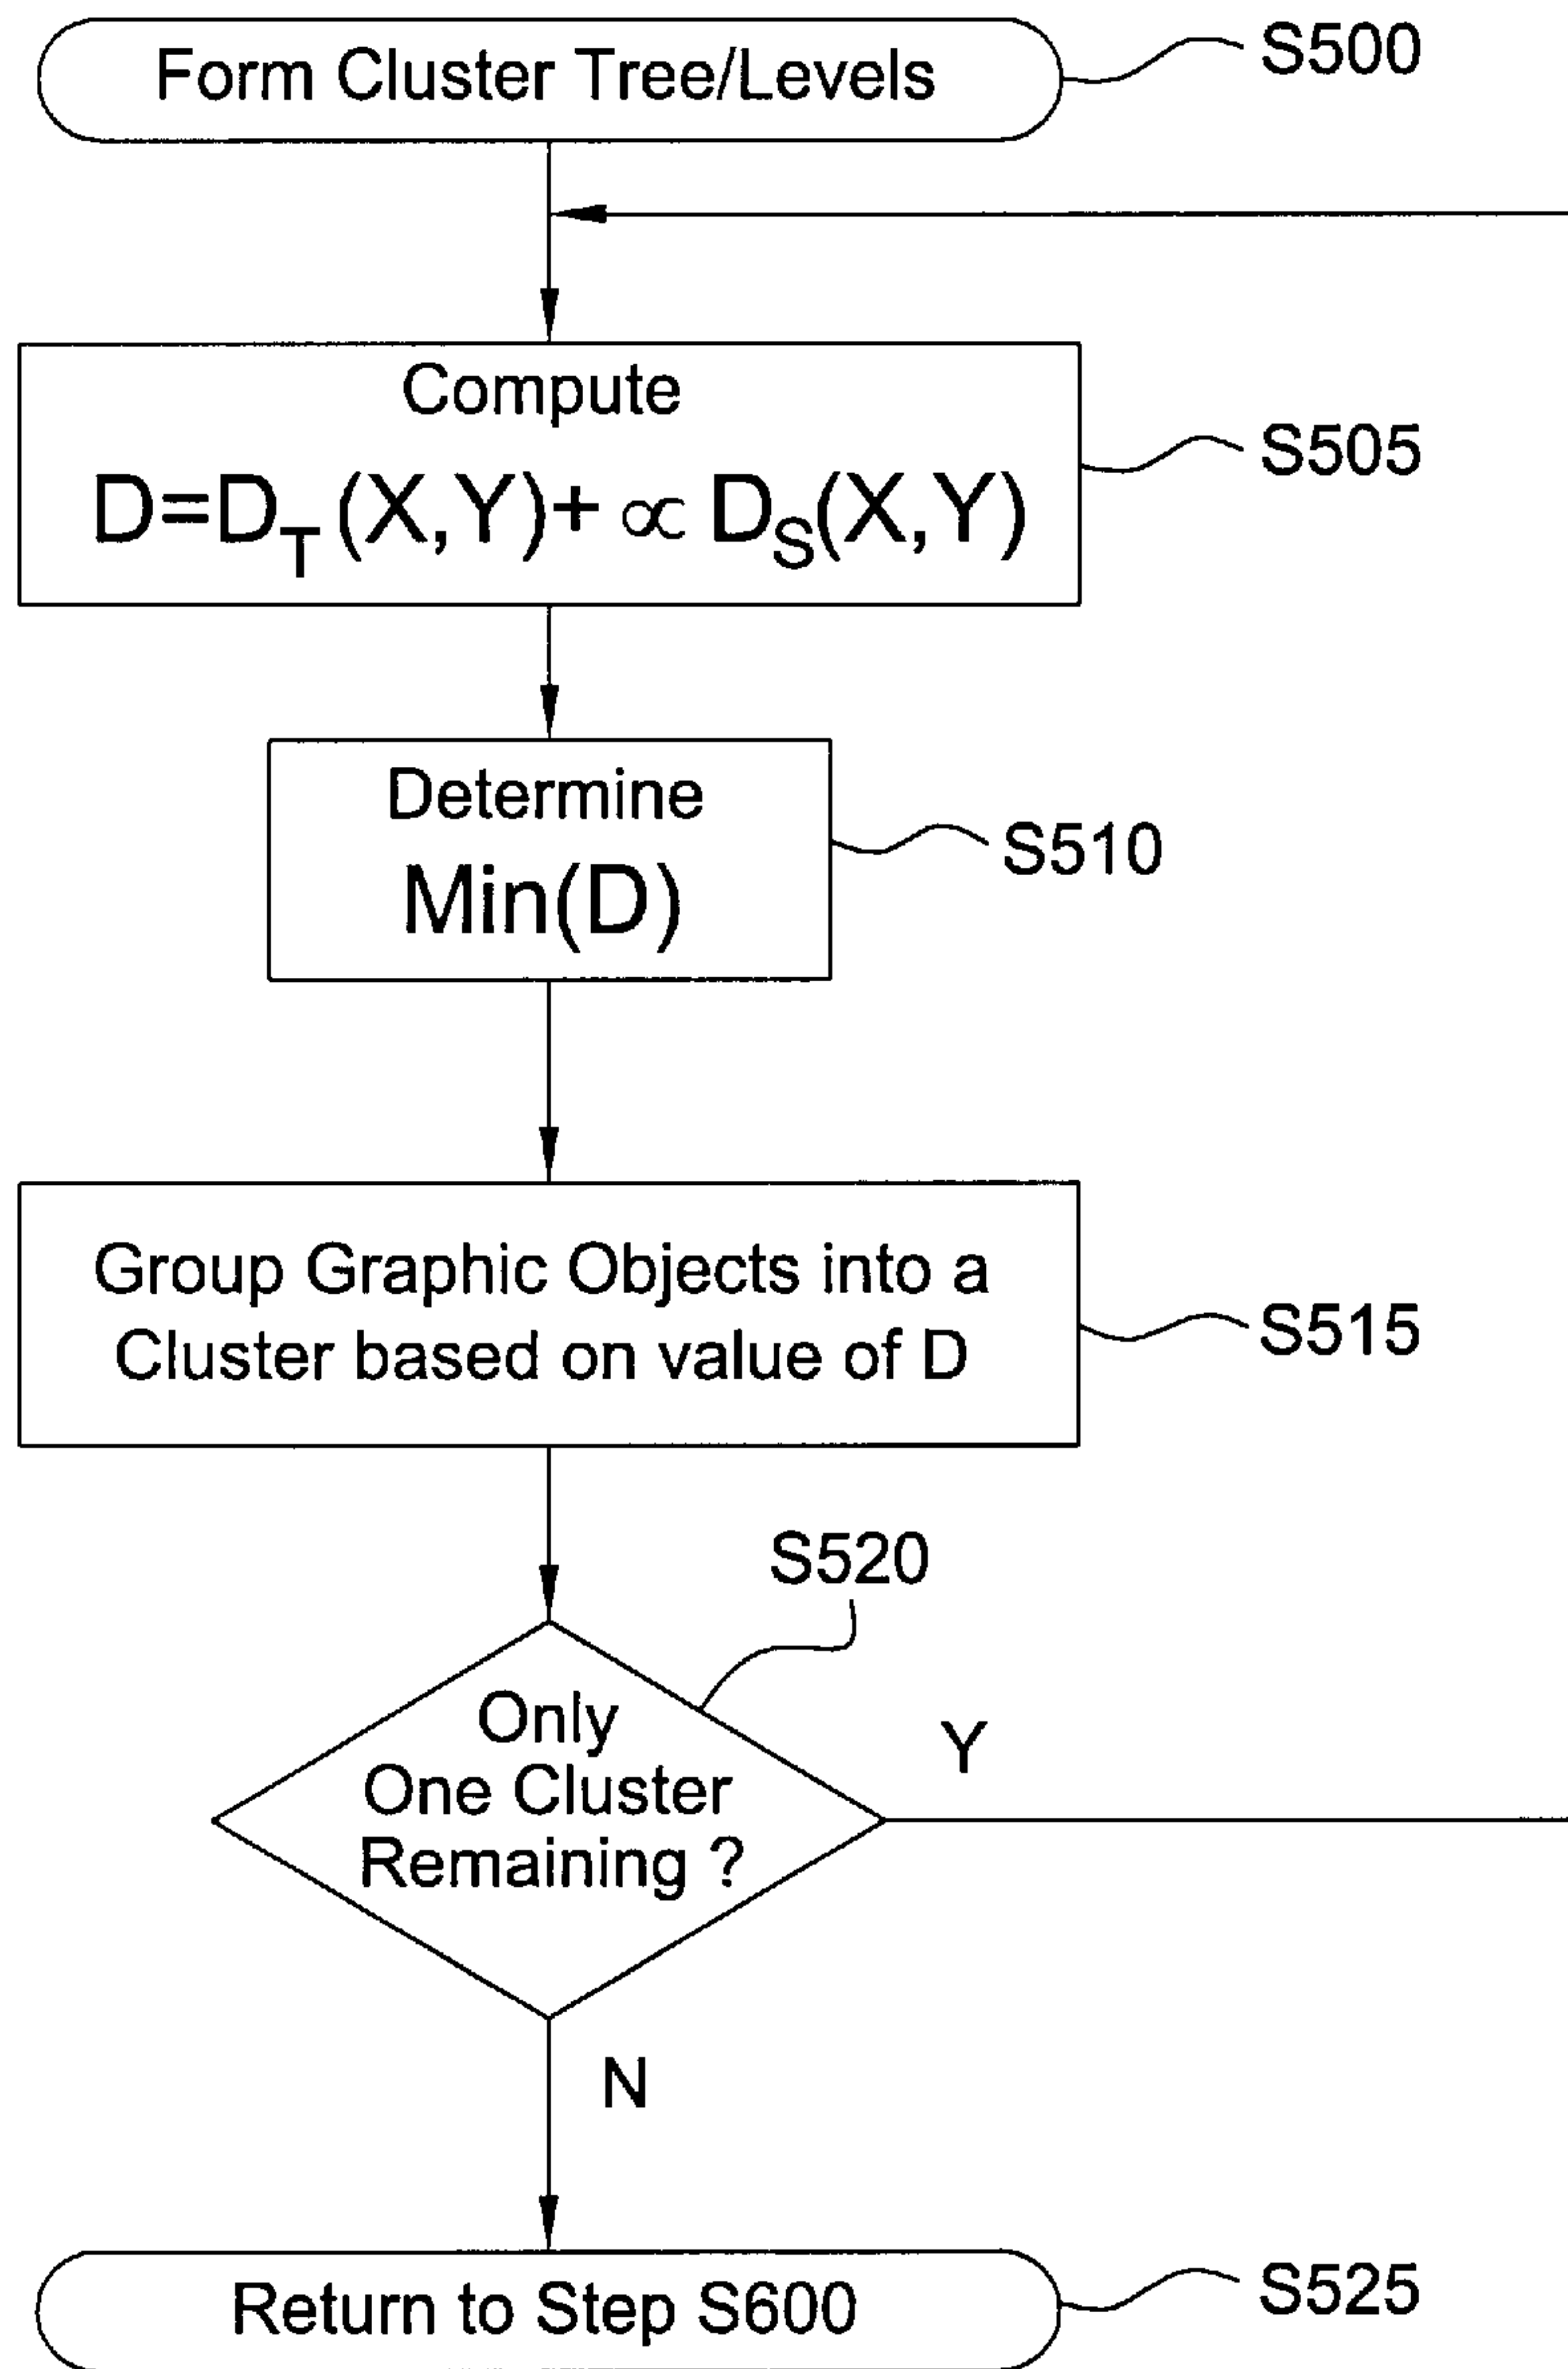 Form Cluster Tree/Levels
S500
Compute
D=D_T(X,Y)+ ∝ D_S(X,Y)
S505
Determine
Min(D)
S510
Group Graphic Objects into a
Cluster based on value of D
S515
S520
Only
One Cluster
Remaining ?
Y
N
Return to Step S600
S525